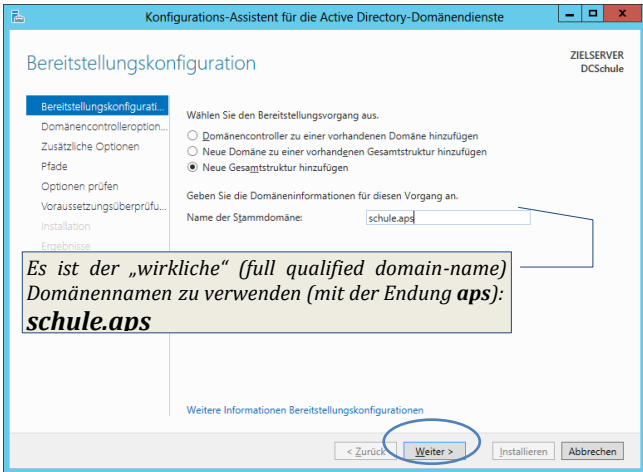 Konfigurations-Assistent für die Active Directory-Domänendienste
Bereitstellungskonfiguration
ZIELSERVER
DCSchule
Bereitstellungskonfigurati...
Domänencontrolleroption...
Zusätzliche Optionen
Pfade
Optionen prüfen
Voraussetzungsüberprüfu...
Installation
Ergebnisse
Wählen Sie den Bereitstellungsvorgang aus.
Domänencontroller zu einer vorhandenen Domäne hinzufügen
Neue Domäne zu einer vorhandenen Gesamtstruktur hinzufügen
Neue Gesamtstruktur hinzufügen
Geben Sie die Domäneninformationen für diesen Vorgang an.
Name der Stammdomäne: schule.aps
Es ist der „wirkliche“ (full qualified domain-name)
Domänennamen zu verwenden (mit der Endung aps):
schule.aps
Weitere Informationen Bereitstellungskonfigurationen
< Zurück Weiter > Installieren Abbrechen